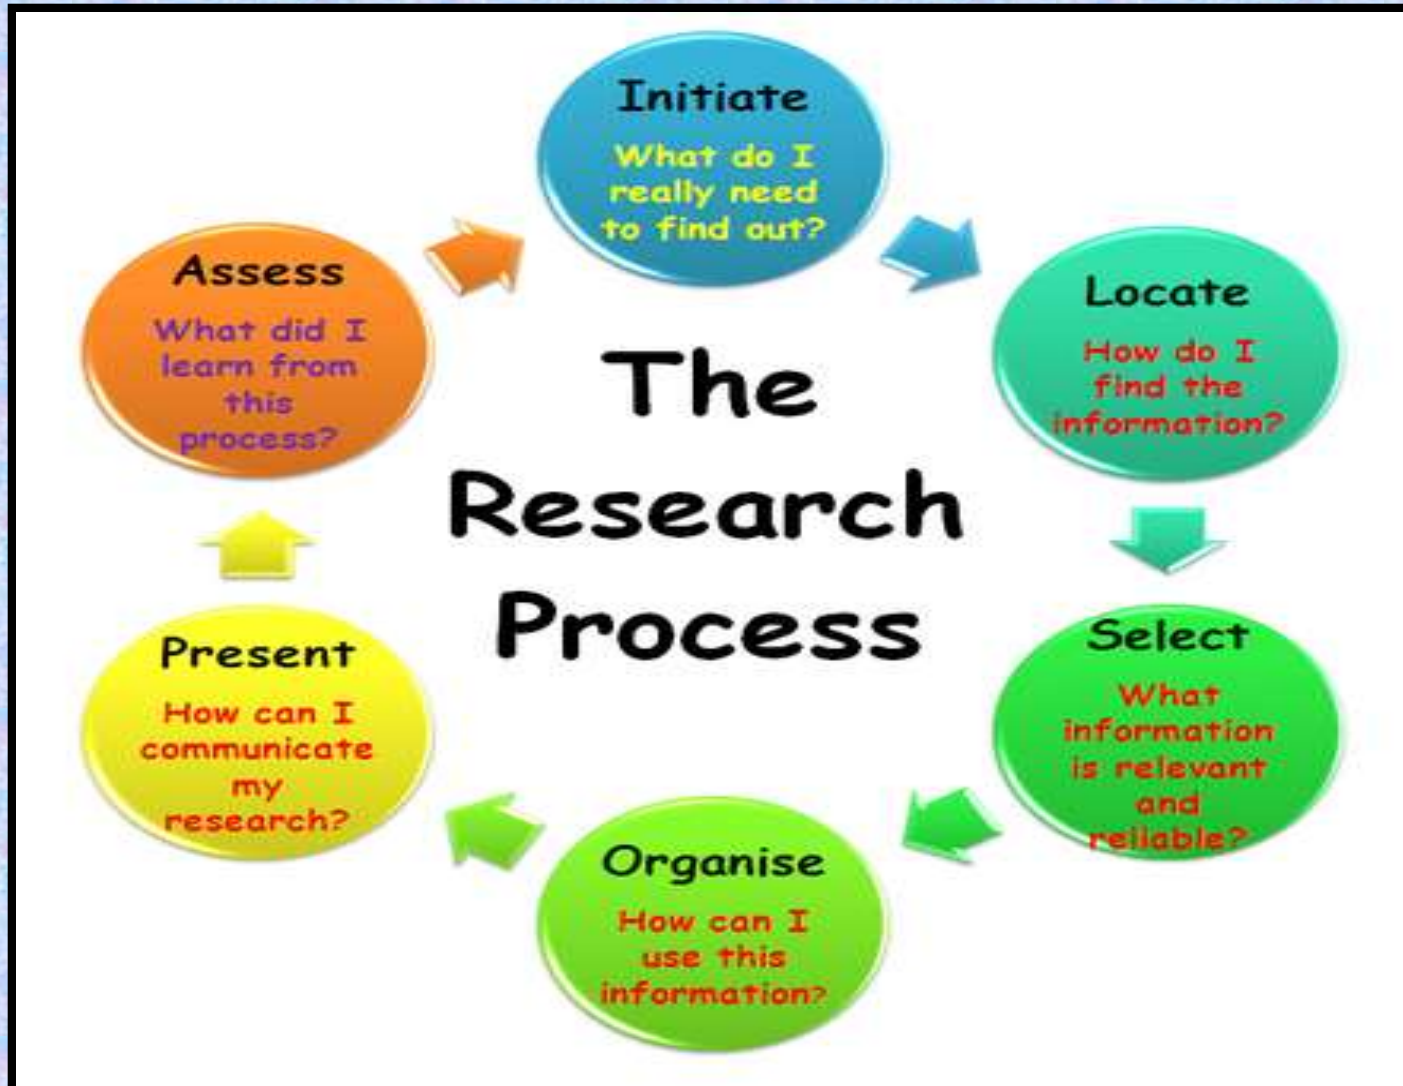 The
Research
Process
Initiate
What do I
really need
to find out?
Locate
How do I
find the
information?
Select
What
information
is relevant
and
reliable?
Organise
How can I
use this
information?
Present
How can I
communicate
my
research?
Assess
What did I
learn from
this
process?